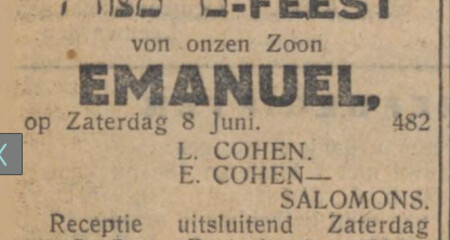 -FEEST
von onzen Zoon
EMANUEL,
op Zaterdag 8 Juni. 482
L. COHEN.
E. COHEN—
SALOMONS.
Receptie uitsluitend Zaterdag